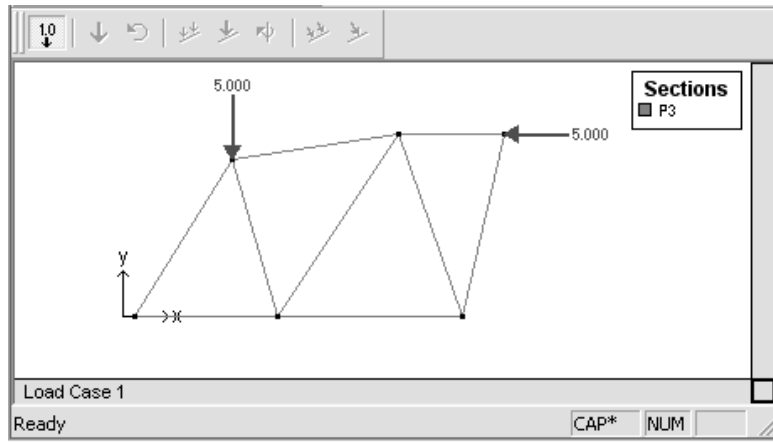 1.0
5.000
Sections
P3
5.000
y
x
Load Case 1
Ready
CAP*
NUM